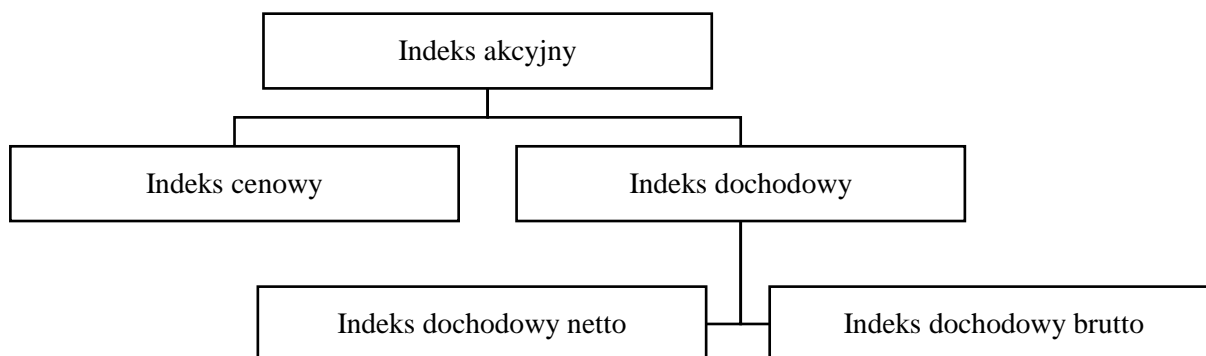 Indeks akcyjny
Indeks cenowy
Indeks dochodowy
Indeks dochodowy netto
Indeks dochodowy brutto